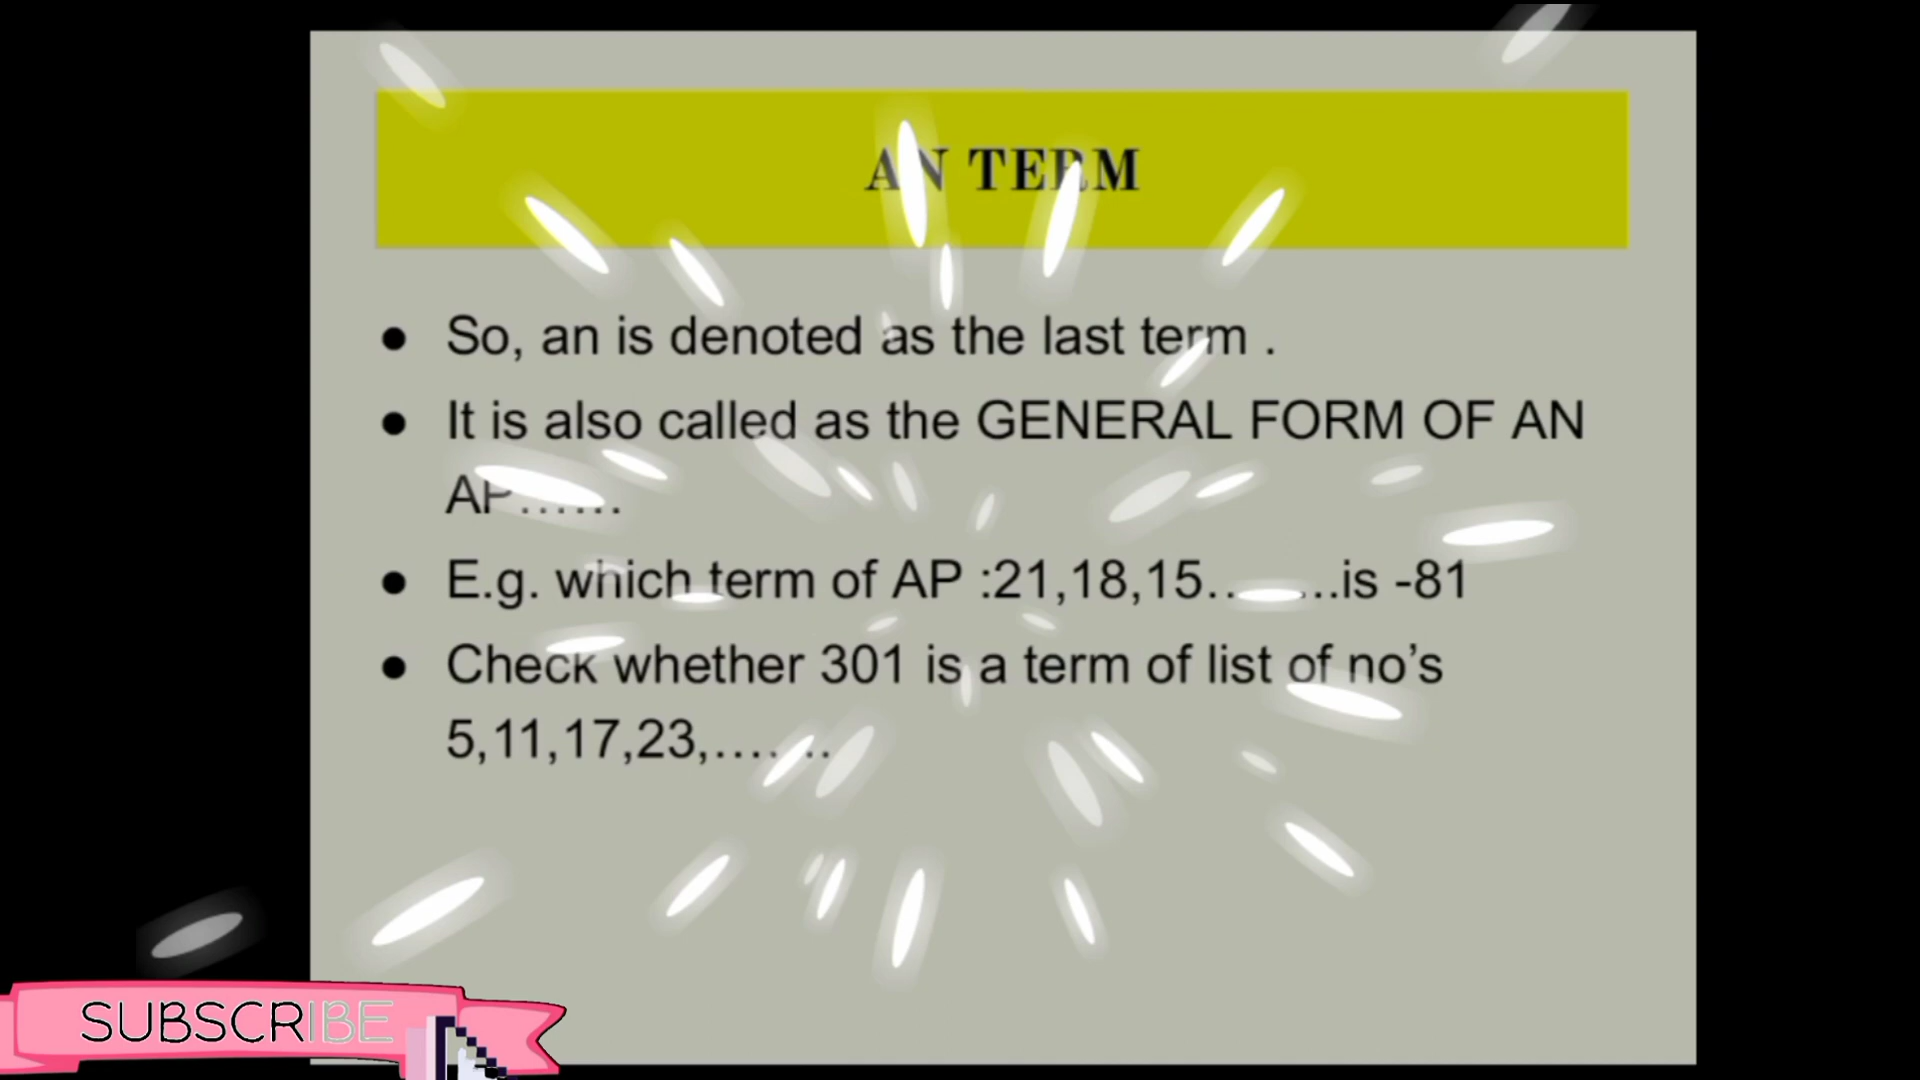 AN TERM
● So, an is denoted as the last term .
● It is also called as the GENERAL FORM OF AN
AP......
● E.g. which term of AP :21,18,15.........is -81
● Check whether 301 is a term of list of no’s
5,11,17,23,........
SUBSCRIBE